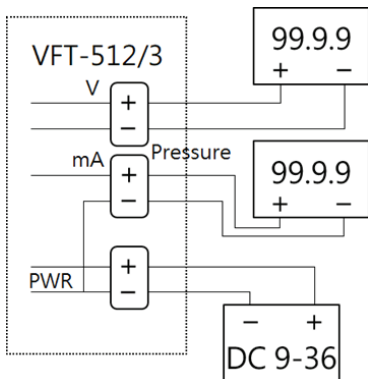 99.9.9
+ −
VFT-512/3
V
+
−
mA
+
−
Pressure
99.9.9
+ −
PWR
+
−
− +
DC 9-36